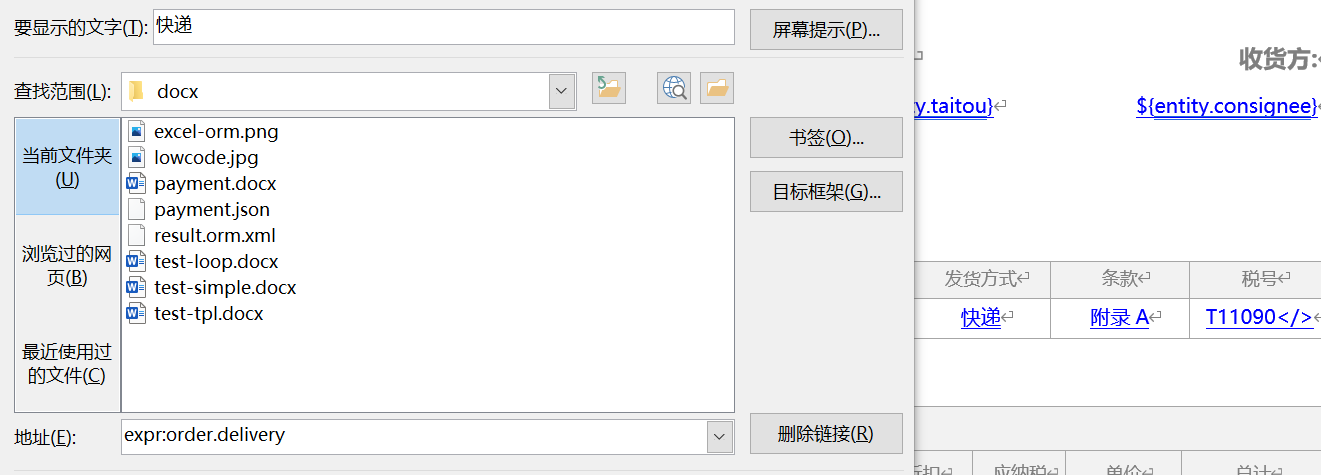 要显示的文字(T): 快递 屏幕提示(P)...
收货方:
查找范围(L): docx
y.taitou} ${entity.consignee}
当前文件夹(U)
浏览过的网页(B)
最近使用过的文件(C)
excel-orm.png
lowcode.jpg
payment.docx
payment.json
result.orm.xml
test-loop.docx
test-simple.docx
test-tpl.docx
书签(O)...
目标框架(G)...
发货方式 条款 税号
快递 附录 A T11090</>
地址(E): expr:order.delivery 删除链接(R)
折扣 应纳税 单价 总计